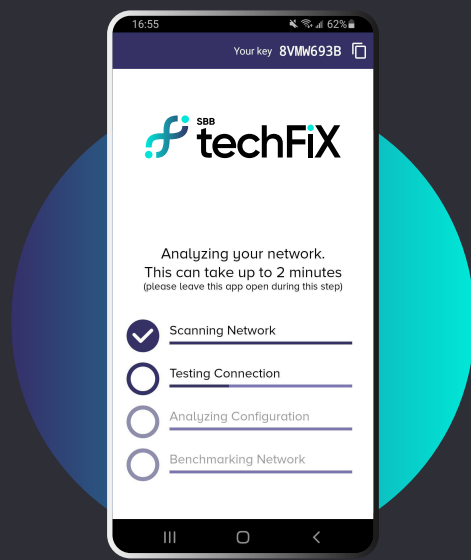 16:55 62%
Your key 8VMW693B
SBB
techFiX
Analyzing your network.
This can take up to 2 minutes
(please leave this app open during this step)
Scanning Network
Testing Connection
Analyzing Configuration
Benchmarking Network